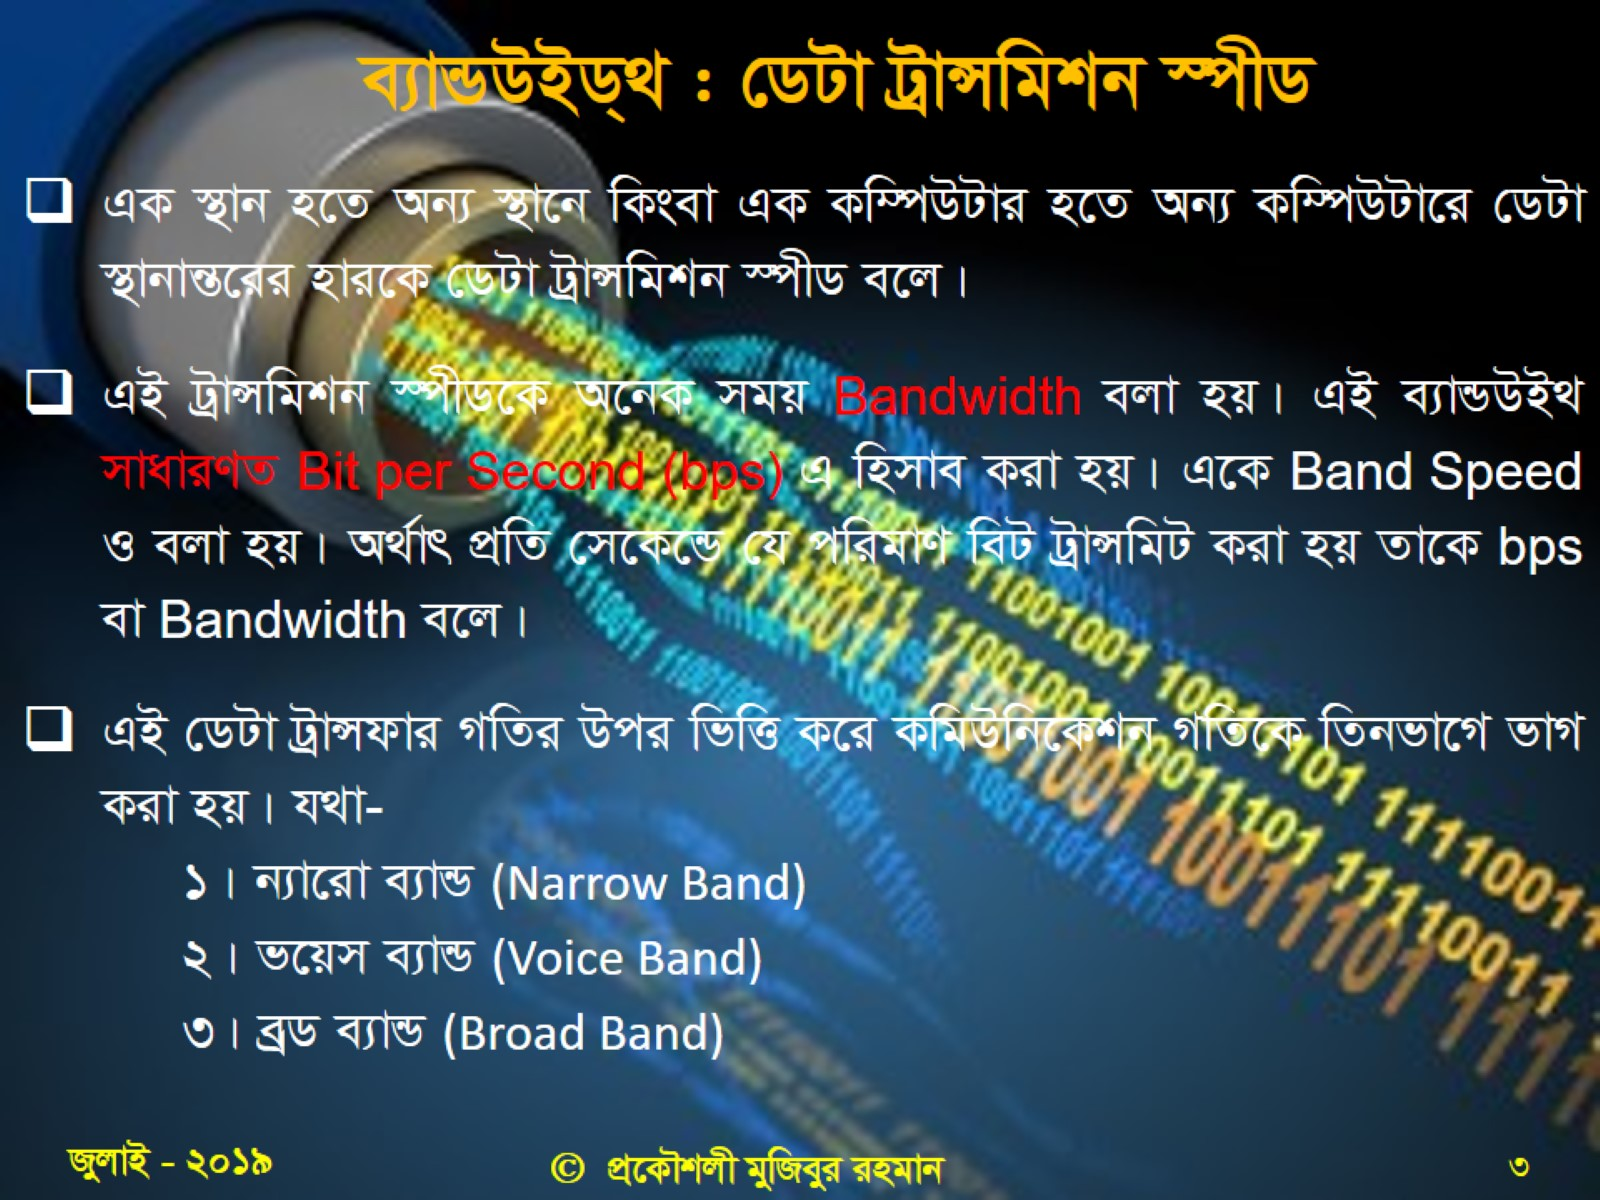 ব্যান্ডউইড্থ : ডেটা ট্রান্সমিশন স্পীড
❑ এক স্থান হতে অন্য স্থানে কিংবা এক কম্পিউটার হতে অন্য কম্পিউটারে ডেটা
স্থানান্তরের হারকে ডেটা ট্রান্সমিশন স্পীড বলে।
❑ এই ট্রান্সমিশন স্পীডকে অনেক সময় Bandwidth বলা হয়। এই ব্যান্ডউইথ
সাধারণত Bit per Second (bps) এ হিসাব করা হয়। একে Band Speed
ও বলা হয়। অর্থাৎ প্রতি সেকেন্ডে যে পরিমাণ বিট ট্রান্সমিট করা হয় তাকে bps
বা Bandwidth বলে।
❑ এই ডেটা ট্রান্সফার গতির উপর ভিত্তি করে কমিউনিকেশন গতিকে তিনভাগে ভাগ
করা হয়। যথা-
১। ন্যারো ব্যান্ড (Narrow Band)
২। ভয়েস ব্যান্ড (Voice Band)
৩। ব্রড ব্যান্ড (Broad Band)
জুলাই - ২০১৯
© প্রকৌশলী মুজিবুর রহমান
৩